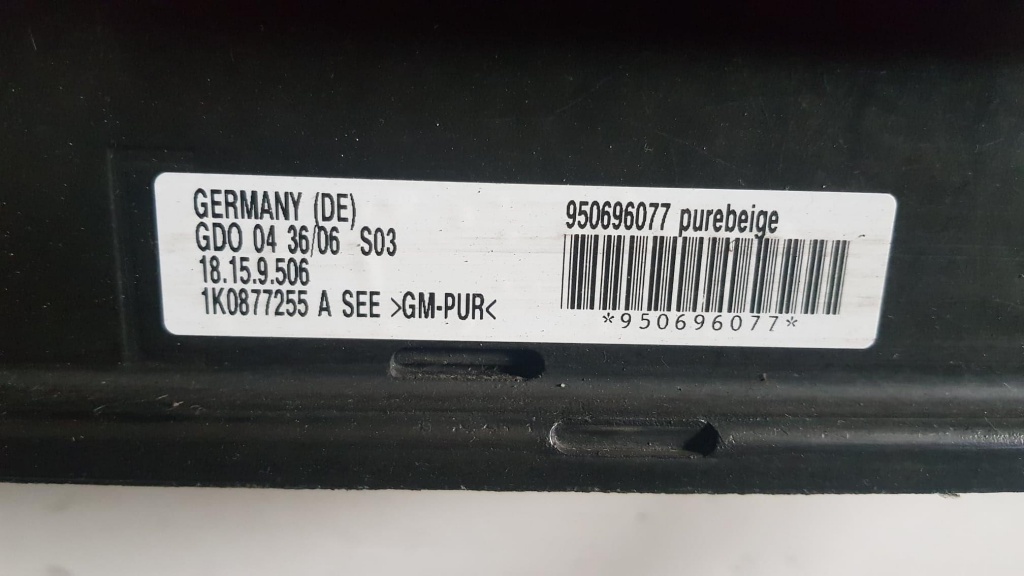 GERMANY (DE)
GDO 04 36/06 S03
18.15.9.506
1K0877255 A SEE >GM-PUR<
950696077 purebeige
*950696077*